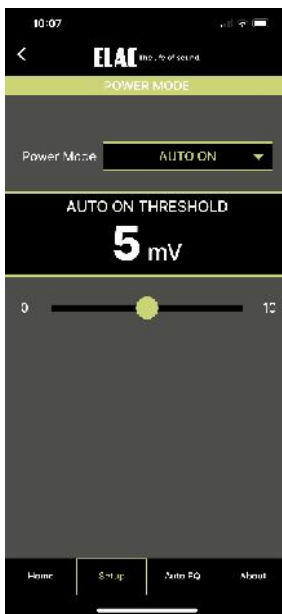 10:07
ELAC The life of sound.
POWER MODE
Power Mode AUTO ON
AUTO ON THRESHOLD
5 mV
0 10
Home Setup Auto EQ About